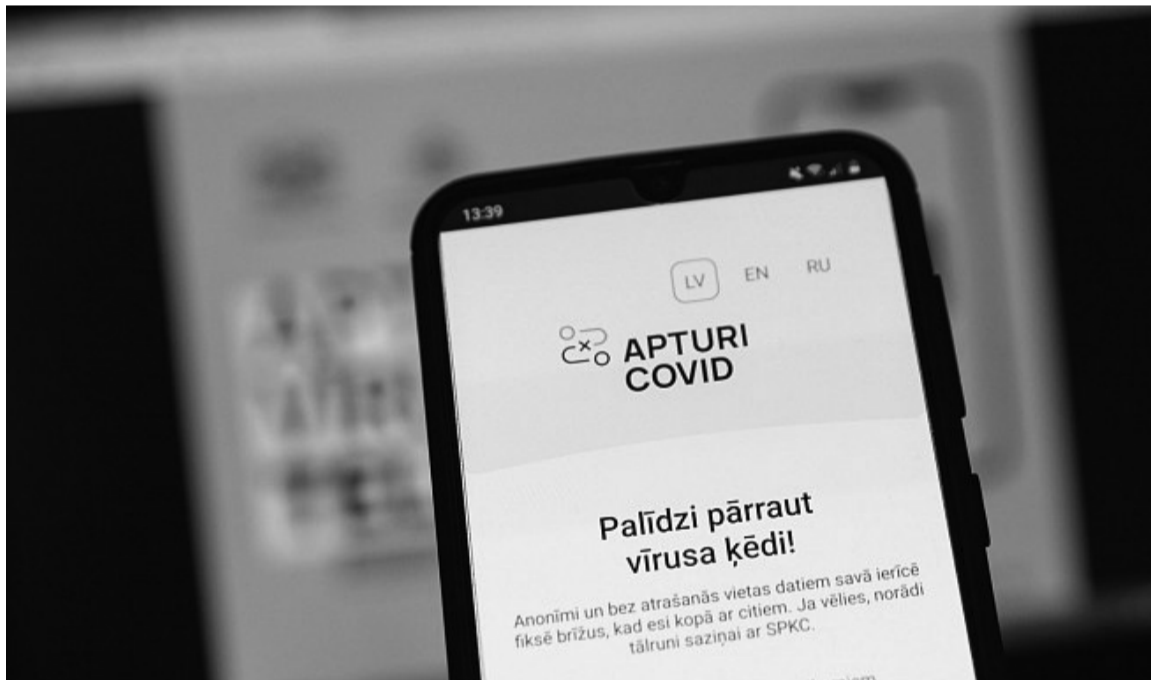 13:39
LV EN RU
APTURI
COVID
Palīdzi pārraut
vīrusa ķēdi!
Anonīmi un bez atrašanās vietas datiem savā ierīcē
fiksē brīžus, kad esi kopā ar citiem. Ja vēlies, norādi
tālruni saziņai ar SPKC.